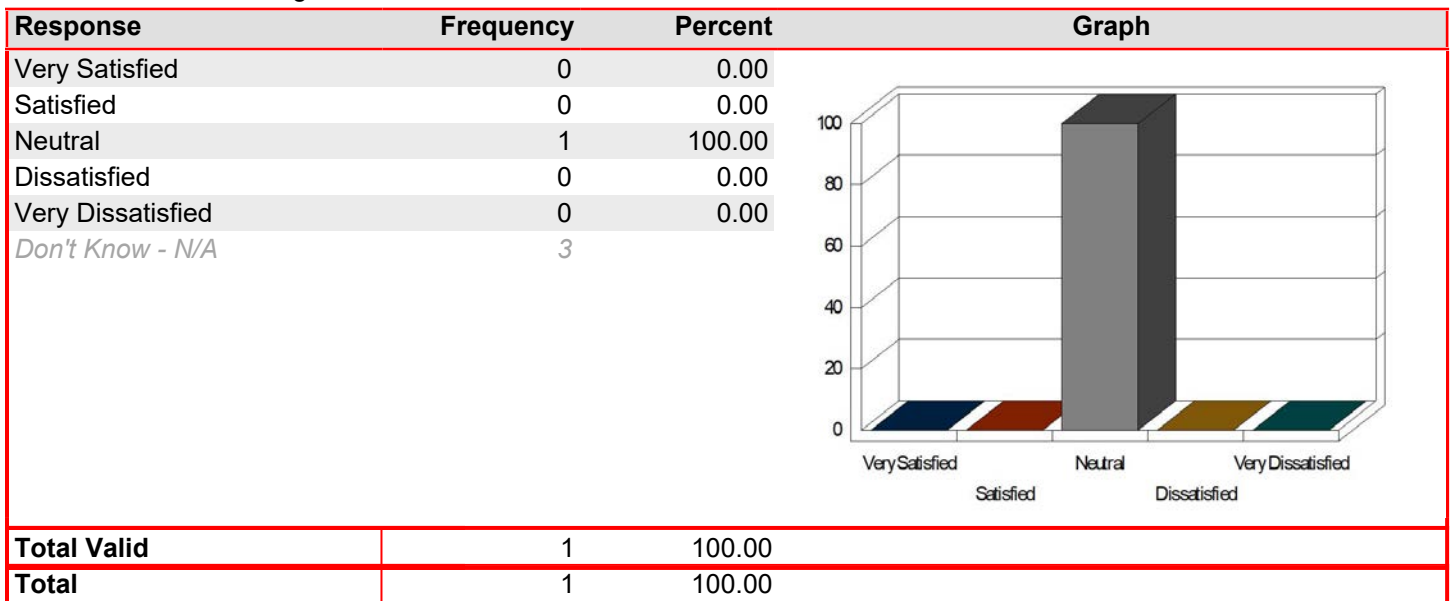 Response Frequency Percent Graph
Very Satisfied 0 0.00
Satisfied 0 0.00
Neutral 1 100.00
Dissatisfied 0 0.00
Very Dissatisfied 0 0.00
Don't Know - N/A 3
100
80
60
40
20
0
Very Satisfied Neutral Very Dissatisfied
Satisfied Dissatisfied
Total Valid 1 100.00
Total 1 100.00